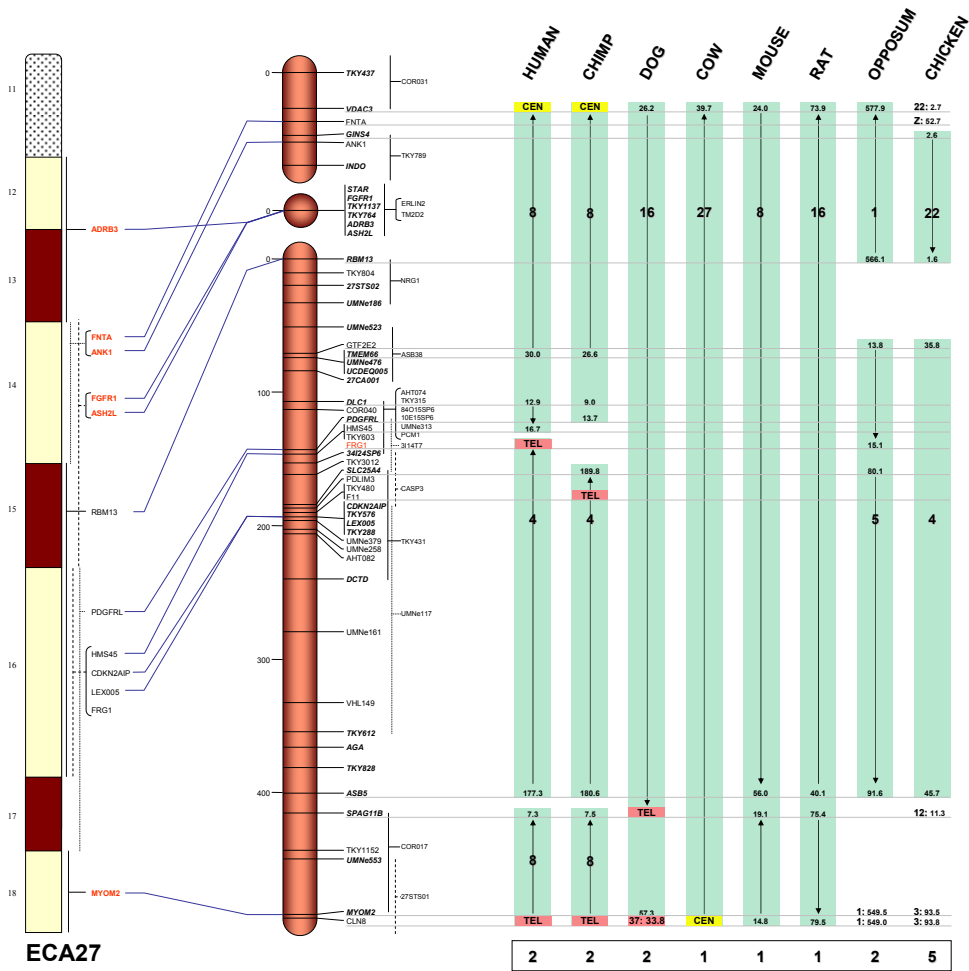 HUMAN CHIMP DOG COW MOUSE RAT OPPOSUM CHICKEN
11
12
13
14
15
16
17
18
ADRB3
FNTA
ANK1
FGFR1
ASH2L
RBM13
PDGFRL
HMS45
CDKN2AIP
LEX005
FRG1
MYOM2
ECA27
0
TKY437
COR031
VDAC3
FNTA
GINS4
ANK1
TKY789
INDO
0
STAR
FGFR1
TKY1137
TKY764
ADRB3
ASH2L
ERLIN2
TM2D2
0
RBM13
TKY804
NRG1
27STS02
UMNe186
UMNe523
GTF2E2
TMEM66
ASB38
UMNe476
UCDEQ005
27CA001
100
DLC1
COR040
PDGFRL
HMS45
TKY603
FRG1
34I24SP6
TKY3012
SLC25A4
PDLIM3
TKY480
F11
CDKN2AIP
TKY576
LEX005
TKY288
UMNe379
UMNe258
AHT082
AHT074
TKY315
84O15SP6
10E15SP6
UMNe313
PCM1
3I14T7
CASP3
200
TKY431
DCTD
UMNe117
UMNe161
300
VHL149
TKY612
AGA
TKY828
400
ASB5
SPAG11B
TKY1152
COR017
UMNe553
27STS01
MYOM2
CLN8
CEN CEN 26.2 39.7 24.0 73.9 577.9 22: 2.7
Z: 52.7
2.6
8 8 16 27 8 16 1 22
566.1 1.6
13.8 35.8
30.0 26.6
12.9 9.0
13.7
16.7
TEL 15.1
189.8 80.1
TEL
4 4 5 4
177.3 180.6 56.0 40.1 91.6 45.7
7.3 7.5 TEL 19.1 75.4 12: 11.3
8 8
57.3 1: 549.5 3: 93.5
TEL TEL 37: 33.8 CEN 14.8 79.5 1: 549.0 3: 93.8
2 2 2 1 1 1 2 5